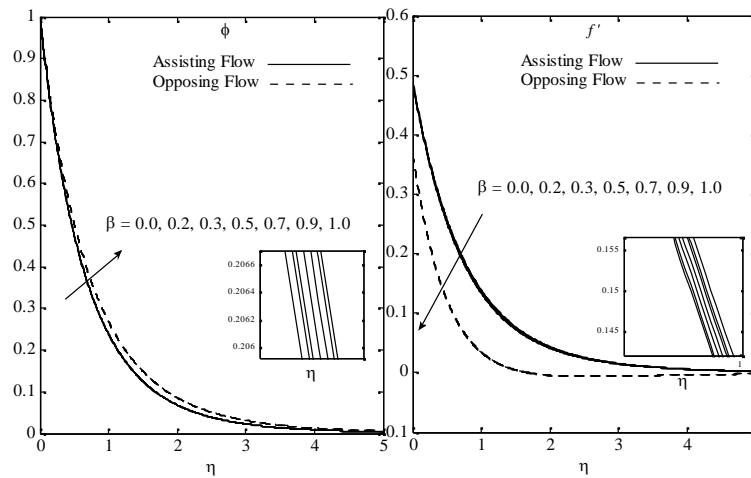 ϕ
Assisting Flow
Opposing Flow
β = 0.0, 0.2, 0.3, 0.5, 0.7, 0.9, 1.0
1
0.9
0.8
0.7
0.6
0.5
0.4
0.3
0.2
0.1
0
0.2066
0.2064
0.2062
0.206
η
0 1 2 3 4 5
η
f'
Assisting Flow
Opposing Flow
β = 0.0, 0.2, 0.3, 0.5, 0.7, 0.9, 1.0
0.6
0.5
0.4
0.3
0.2
0.1
0
0.1
0.155
0.15
0.145
1
η
0 1 2 3 4
η